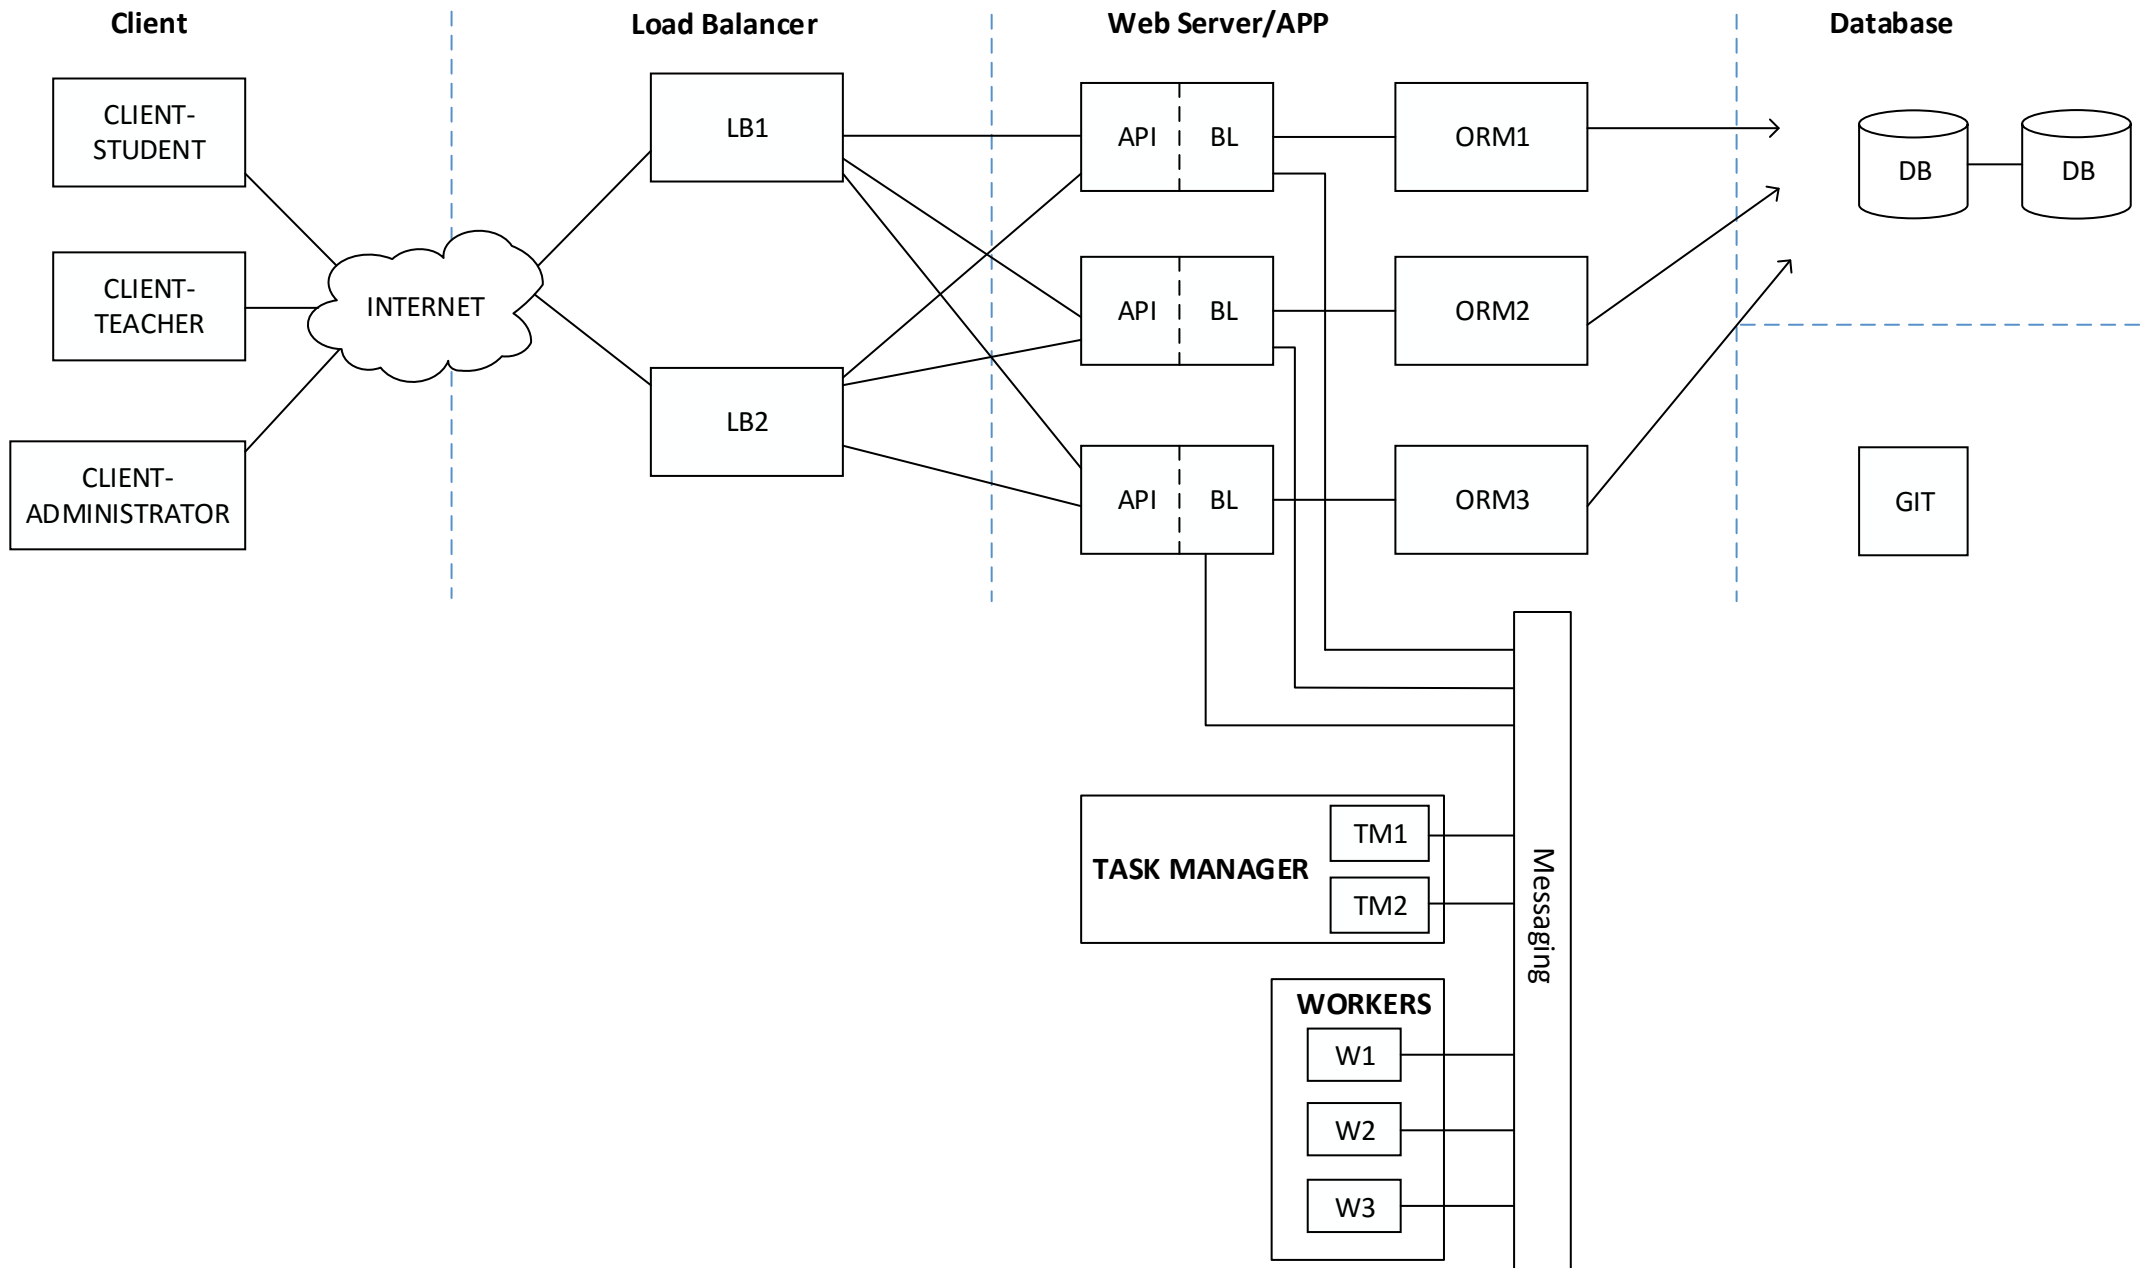 Client
Load Balancer
Web Server/APP
Database
CLIENT-
STUDENT
LB1
API
BL
ORM1
DB
DB
CLIENT-
TEACHER
INTERNET
API
BL
ORM2
LB2
CLIENT-
ADMINISTRATOR
API
BL
ORM3
GIT
TASK MANAGER
TM1
TM2
Messaging
WORKERS
W1
W2
W3